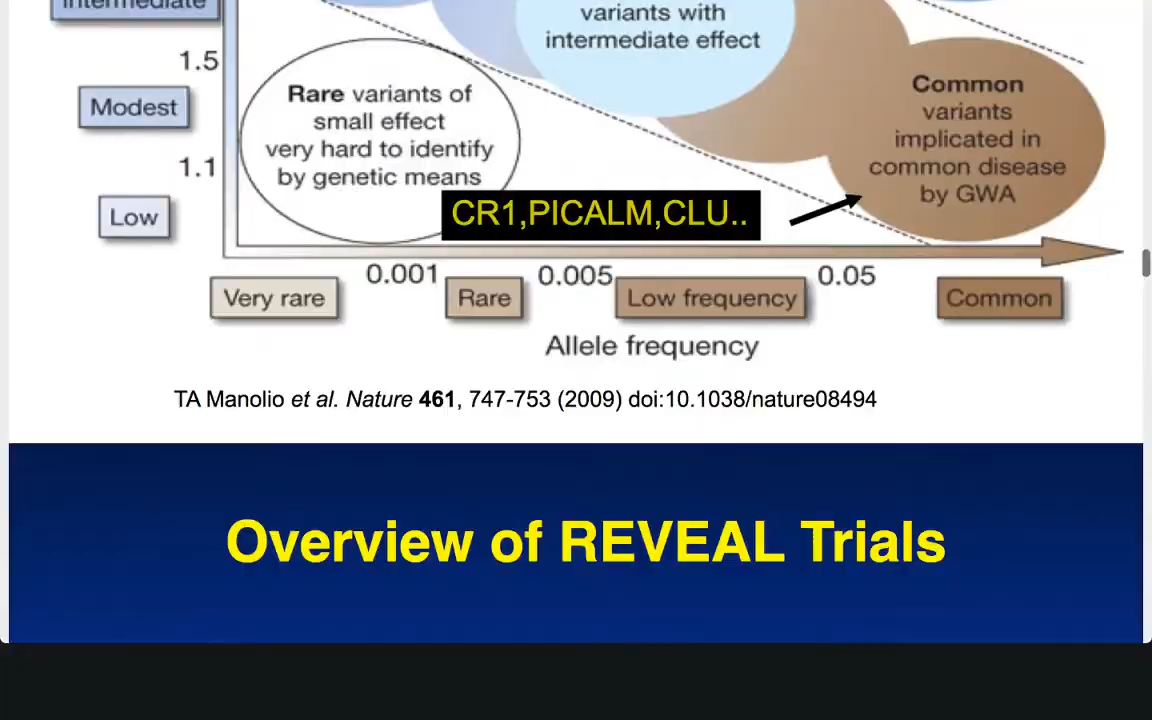 Intermediate
variants with
intermediate effect
1.5
Modest
Rare variants of
small effect
very hard to identify
by genetic means
Common
variants
implicated in
common disease
by GWA
1.1
Low
CR1,PICALM,CLU..
0.001
0.005
0.05
Very rare
Rare
Low frequency
Common
Allele frequency
TA Manolio et al. Nature 461, 747-753 (2009) doi:10.1038/nature08494
Overview of REVEAL Trials